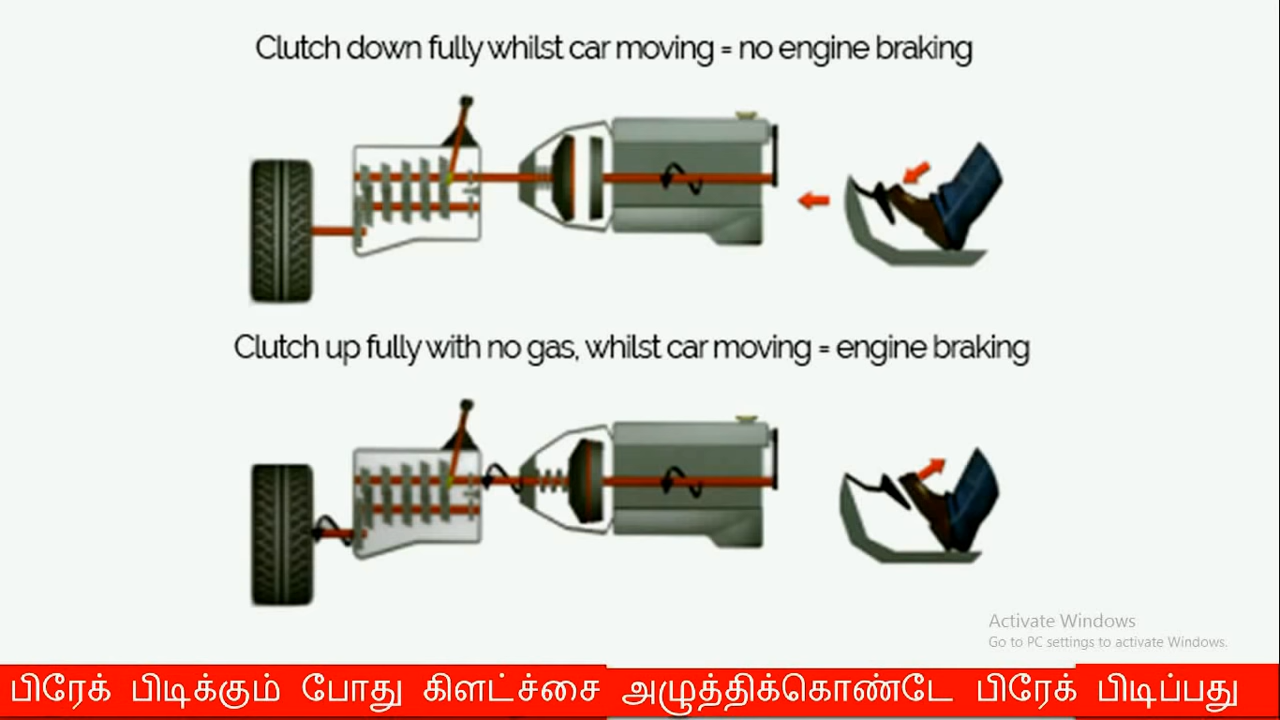 Clutch down fully whilst car moving = no engine braking
Clutch up fully with no gas, whilst car moving = engine braking
Activate Windows
Go to PC settings to activate Windows.
பிரேக் பிடிக்கும் போது கிளட்ச்சை அழுத்திக்கொண்டே பிரேக் பிடிப்பது